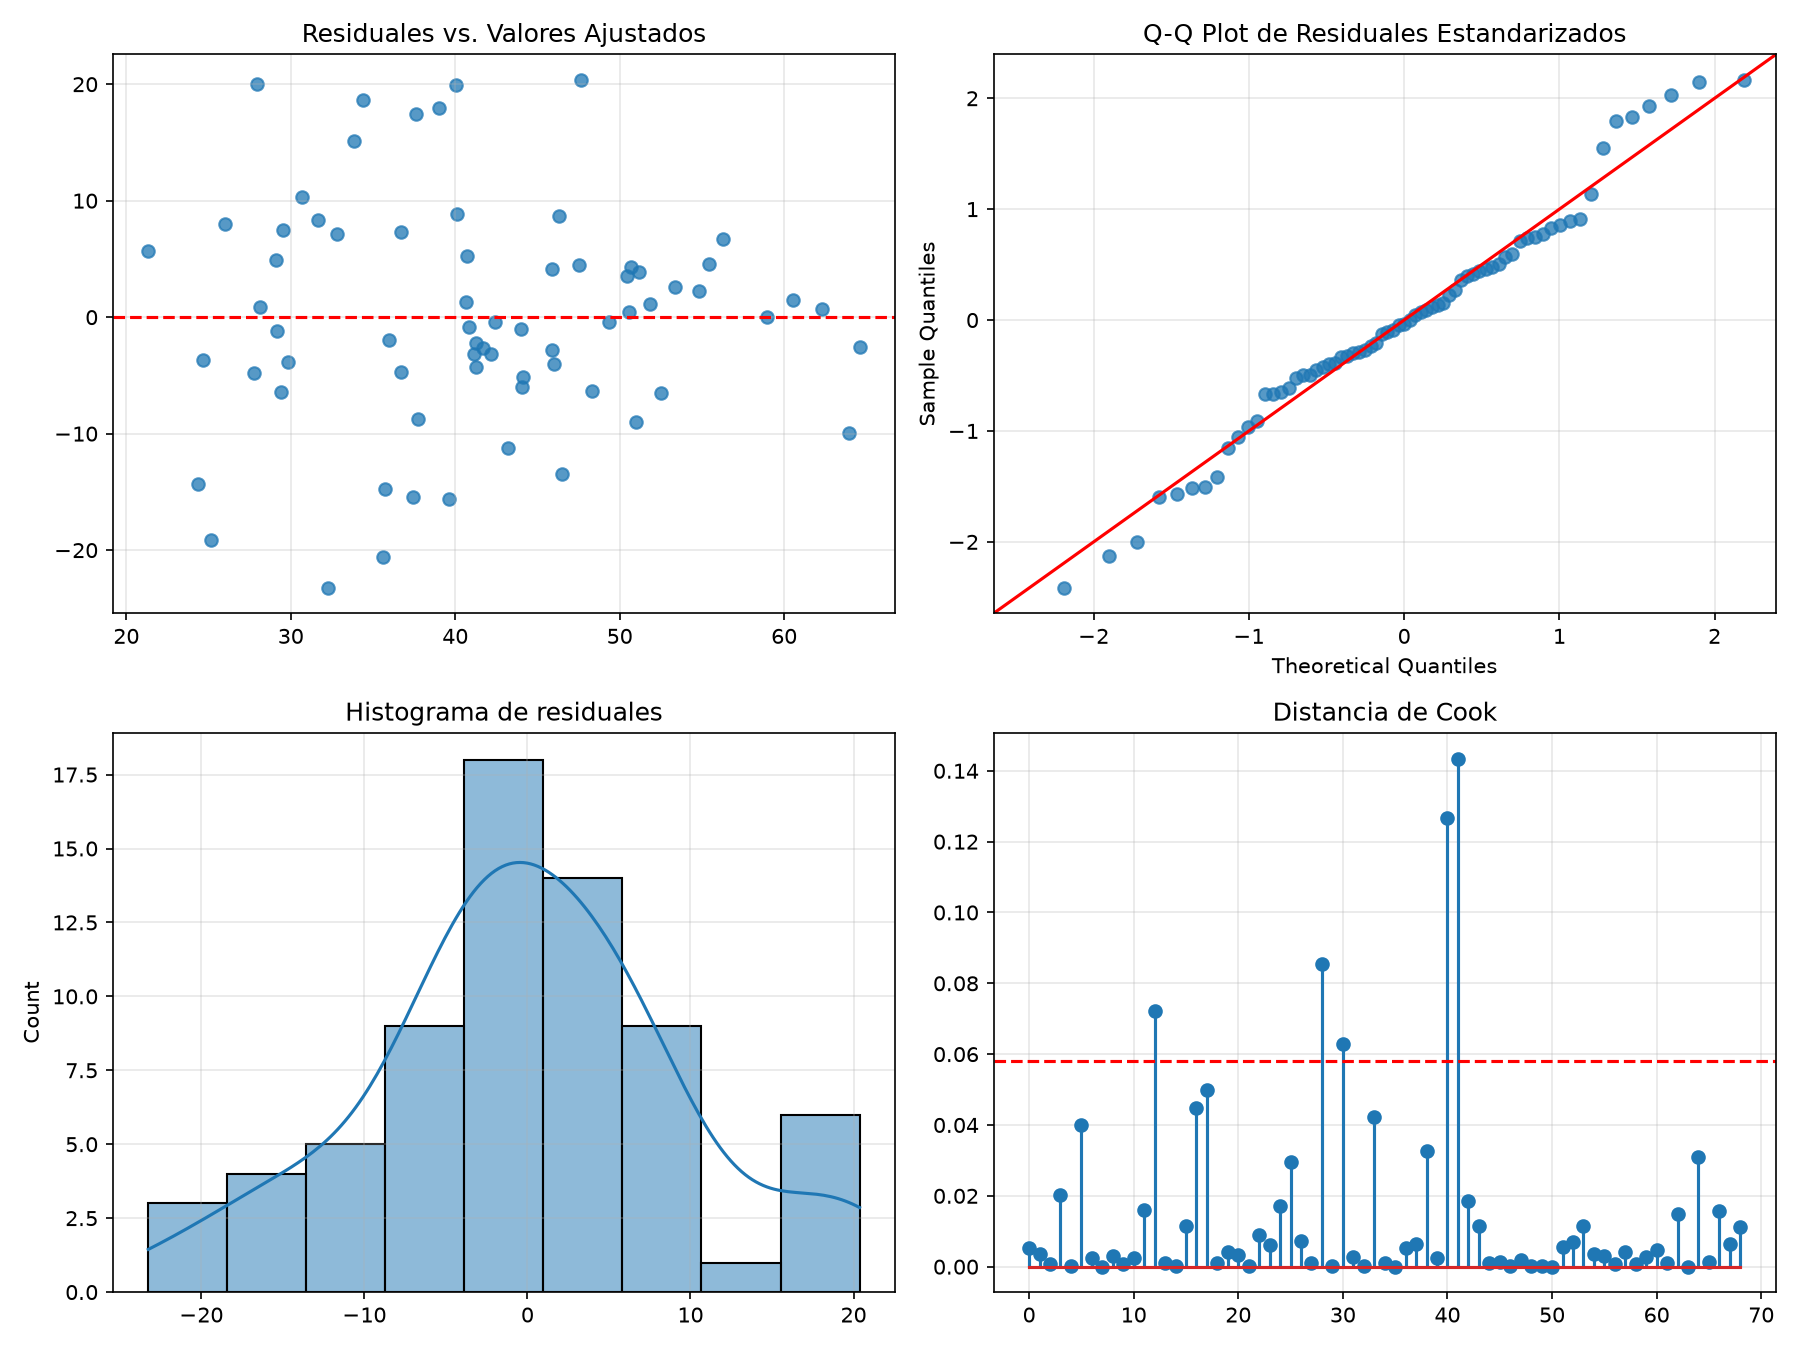 Residuales vs. Valores Ajustados
20
10
0
−10
−20
20 30 40 50 60
Q-Q Plot de Residuales Estandarizados
Sample Quantiles
2
1
0
−1
−2
−2 −1 0 1 2
Theoretical Quantiles
Histograma de residuales
Count
17.5
15.0
12.5
10.0
7.5
5.0
2.5
0.0
−20 −10 0 10 20
Distancia de Cook
0.14
0.12
0.10
0.08
0.06
0.04
0.02
0.00
0 10 20 30 40 50 60 70